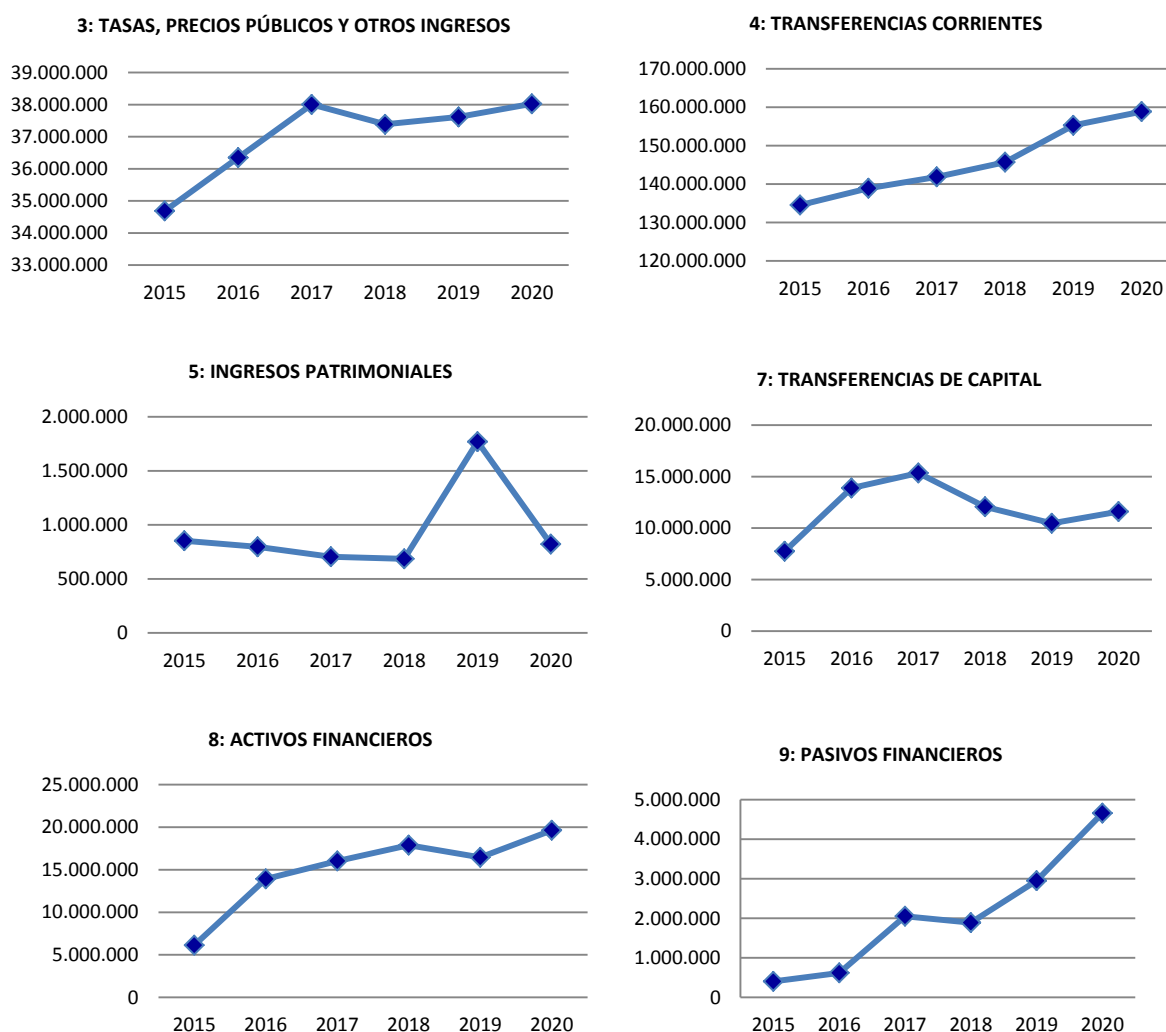 3: TASAS, PRECIOS PÚBLICOS Y OTROS INGRESOS
39.000.000
38.000.000
37.000.000
36.000.000
35.000.000
34.000.000
33.000.000
2015 2016 2017 2018 2019 2020
4: TRANSFERENCIAS CORRIENTES
170.000.000
160.000.000
150.000.000
140.000.000
130.000.000
120.000.000
2015 2016 2017 2018 2019 2020
5: INGRESOS PATRIMONIALES
2.000.000
1.500.000
1.000.000
500.000
0
2015 2016 2017 2018 2019 2020
7: TRANSFERENCIAS DE CAPITAL
20.000.000
15.000.000
10.000.000
5.000.000
0
2015 2016 2017 2018 2019 2020
8: ACTIVOS FINANCIEROS
25.000.000
20.000.000
15.000.000
10.000.000
5.000.000
0
2015 2016 2017 2018 2019 2020
9: PASIVOS FINANCIEROS
5.000.000
4.000.000
3.000.000
2.000.000
1.000.000
0
2015 2016 2017 2018 2019 2020